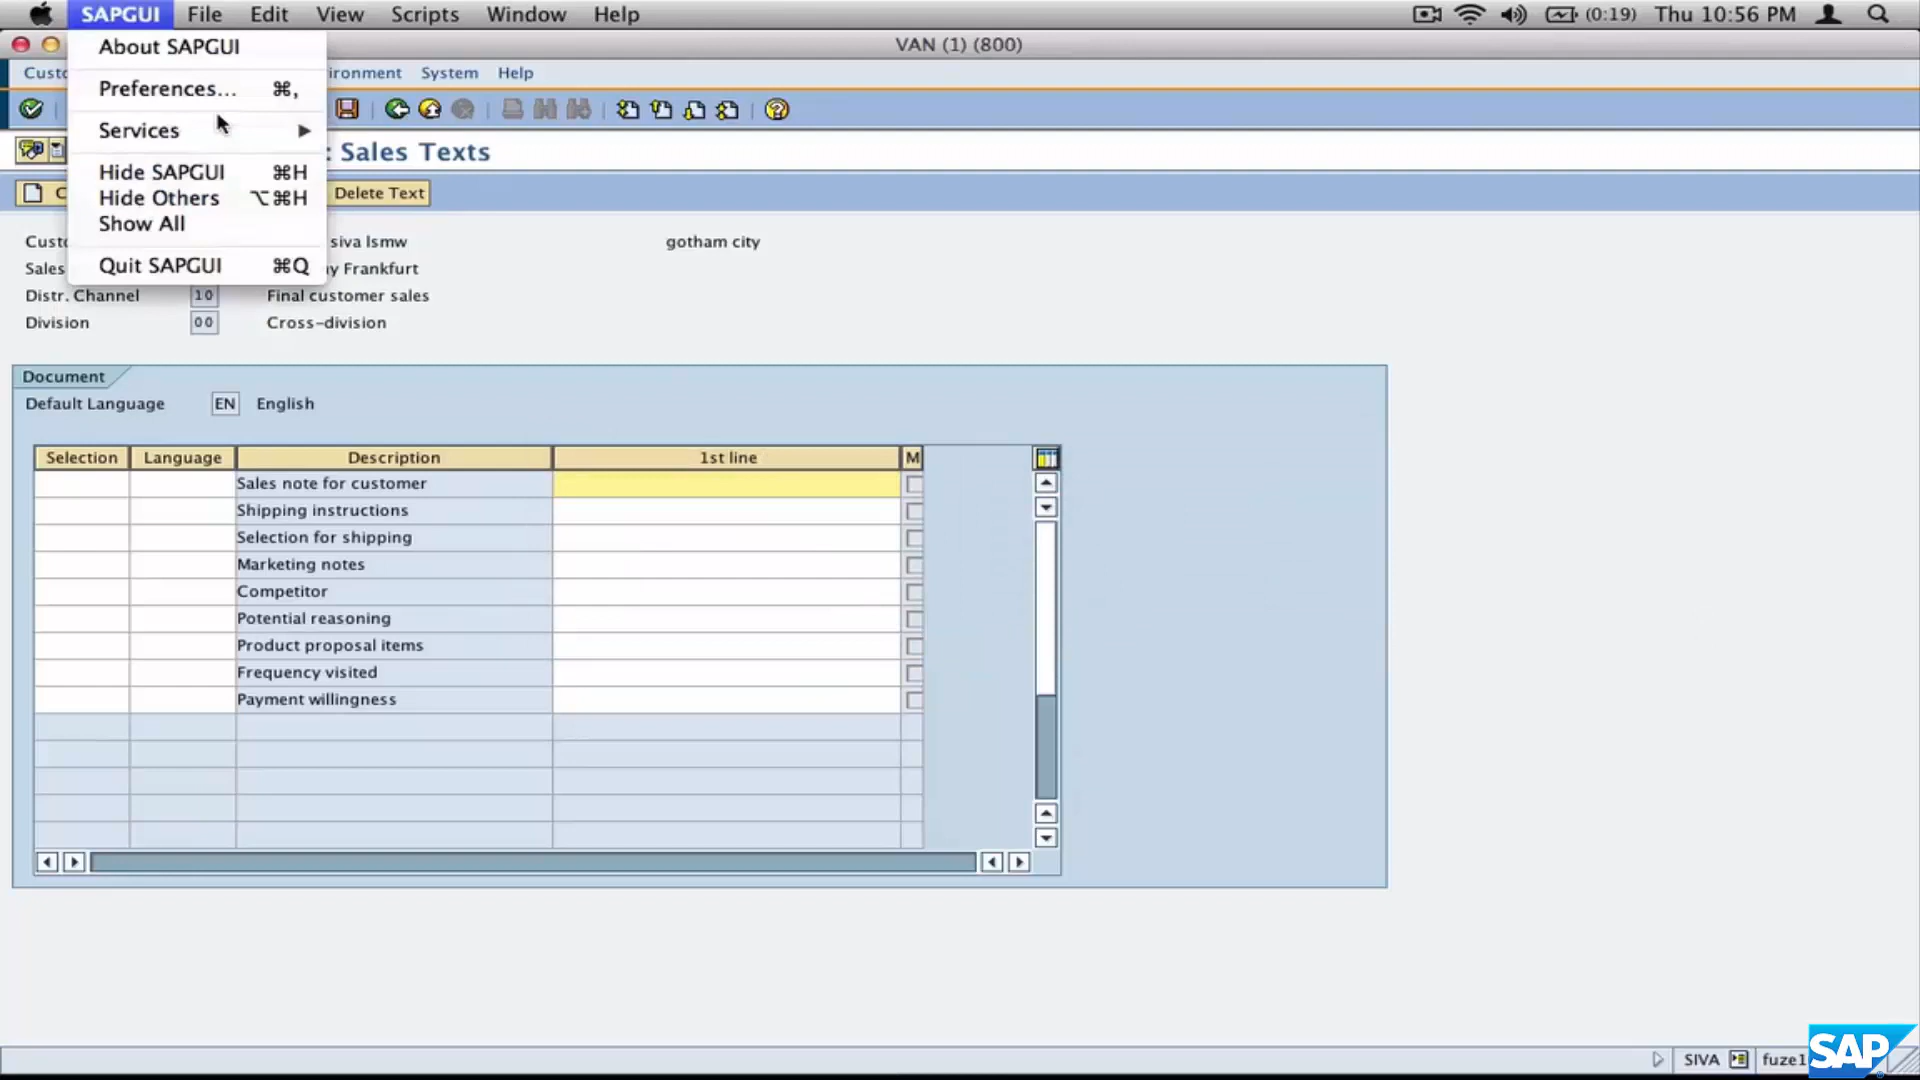 SAPGUI File Edit View Scripts Window Help (0:19) Thu 10:56 PM
VAN (1) (800)
About SAPGUI
Preferences... ⌘,
Services
Hide SAPGUI ⌘H
Hide Others ⌥⌘H
Show All
Quit SAPGUI ⌘Q
Custo ironment System Help
: Sales Texts
C Delete Text
Custo siva lsmw gotham city
Sales y Frankfurt
Distr. Channel 10 Final customer sales
Division 00 Cross-division
Document
Default Language EN English
Selection Language Description 1st line M
Sales note for customer
Shipping instructions
Selection for shipping
Marketing notes
Competitor
Potential reasoning
Product proposal items
Frequency visited
Payment willingness
SIVA fuze1
SAP